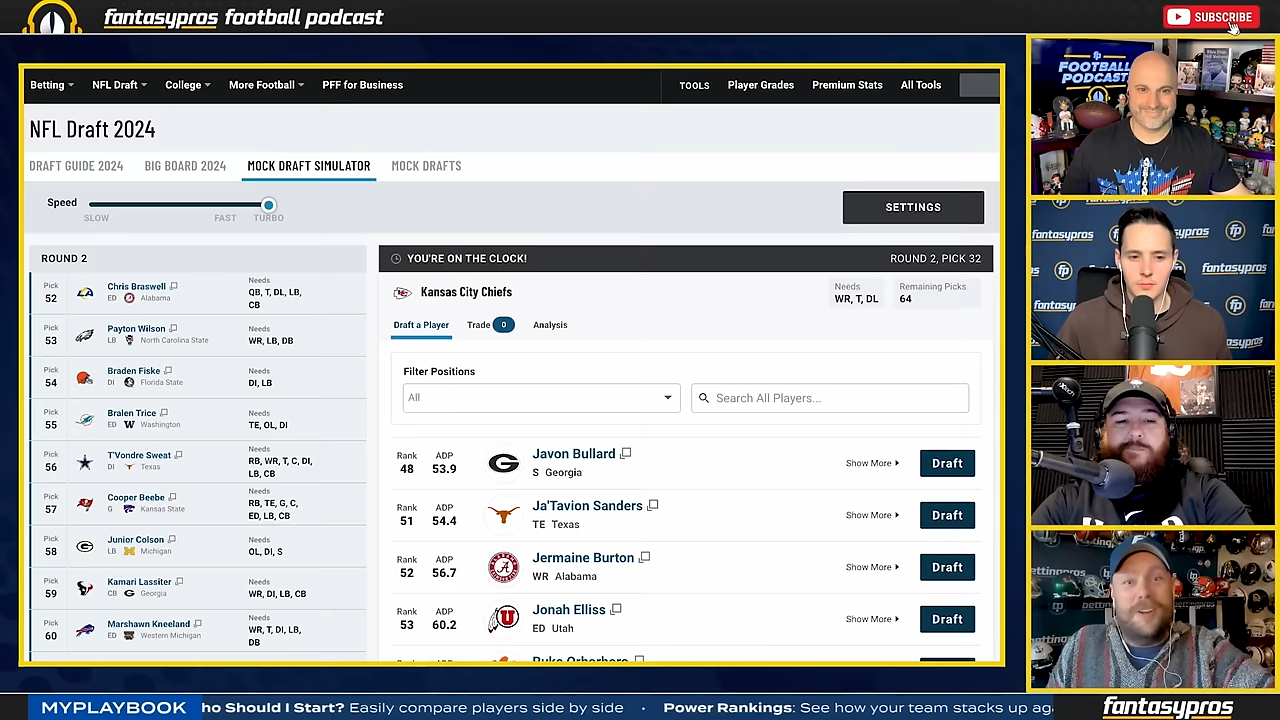 fantasypros football podcast
SUBSCRIBE
Betting NFL Draft College More Football PFF for Business TOOLS Player Grades Premium Stats All Tools
NFL Draft 2024
DRAFT GUIDE 2024 BIG BOARD 2024 MOCK DRAFT SIMULATOR MOCK DRAFTS
Speed
SLOW FAST TURBO
SETTINGS
ROUND 2
Pick 52 Chris Braswell ED Alabama Needs QB, T, DL, LB, CB
Pick 53 Payton Wilson LB North Carolina State Needs WR, LB, DB
Pick 54 Braden Fiske DI Florida State Needs DI, LB
Pick 55 Bralen Trice ED Washington Needs TE, OL, DI
Pick 56 T'Vondre Sweat DI Texas Needs RB, WR, T, C, DI, LB, CB
Pick 57 Cooper Beebe G Kansas State Needs RB, TE, G, C, ED, LB, CB
Pick 58 Junior Colson LB Michigan Needs OL, DI, S
Pick 59 Kamari Lassiter CB Georgia Needs WR, DI, LB, CB
Pick 60 Marshawn Kneeland ED Western Michigan Needs WR, T, DI, LB, DB
YOU'RE ON THE CLOCK! ROUND 2, PICK 32
Kansas City Chiefs
Needs WR, T, DL
Remaining Picks 64
Draft a Player Trade 0 Analysis
Filter Positions
All
Search All Players...
Rank 48 ADP 53.9 Javon Bullard S Georgia Show More Draft
Rank 51 ADP 54.4 Ja'Tavion Sanders TE Texas Show More Draft
Rank 52 ADP 56.7 Jermaine Burton WR Alabama Show More Draft
Rank 53 ADP 60.2 Jonah Elliss ED Utah Show More Draft
fp
FOOTBALL
PODCAST
fantasypros
fp
fantasypros
MYPLAYBOOK ho Should I Start? Easily compare players side by side • Power Rankings: See how your team stacks up aga
fantasypros